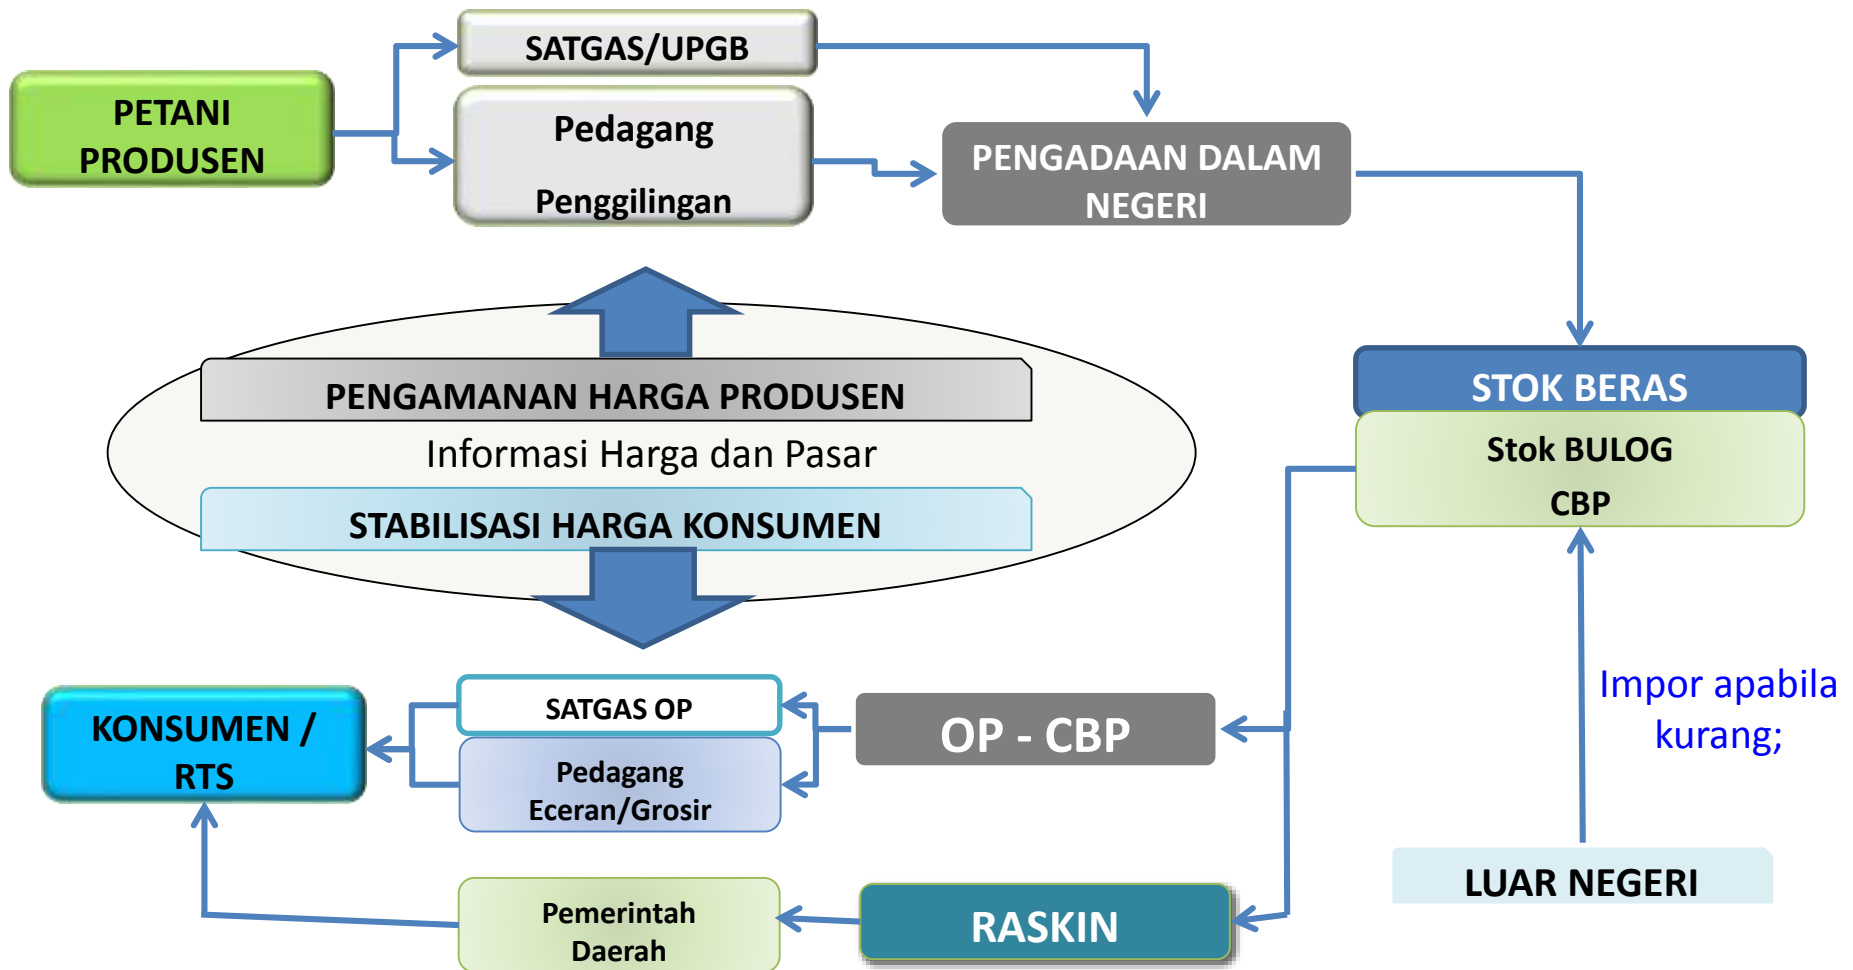 SATGAS/UPGB
PETANI
PRODUSEN
Pedagang
Penggilingan
PENGADAAN DALAM
NEGERI
PENGAMANAN HARGA PRODUSEN
Informasi Harga dan Pasar
STABILISASI HARGA KONSUMEN
STOK BERAS
Stok BULOG
CBP
Impor apabila
kurang;
LUAR NEGERI
KONSUMEN /
RTS
SATGAS OP
Pedagang
Eceran/Grosir
OP - CBP
Pemerintah
Daerah
RASKIN